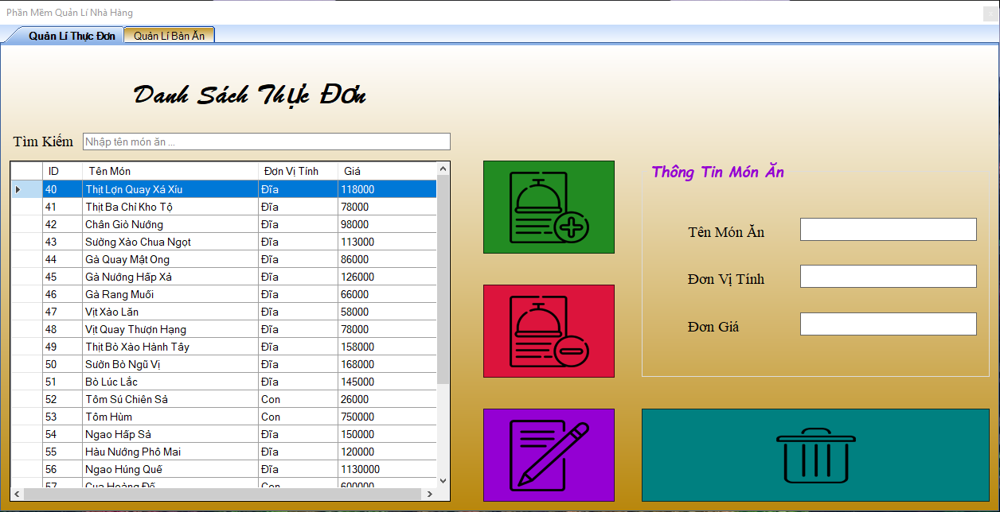 Phần Mềm Quản Lí Nhà Hàng
Quản Lí Thực Đơn Quản Lí Bàn Ăn
Danh Sách Thực Đơn
Tìm Kiếm Nhập tên món ăn ...
ID Tên Món Đơn Vị Tính Giá
40 Thịt Lợn Quay Xá Xíu Đĩa 118000
41 Thịt Ba Chỉ Kho Tộ Đĩa 78000
42 Chân Giò Nướng Đĩa 98000
43 Sường Xào Chua Ngọt Đĩa 113000
44 Gà Quay Mật Ong Đĩa 86000
45 Gà Nướng Hấp Xả Đĩa 126000
46 Gà Rang Muối Đĩa 66000
47 Vịt Xào Lăn Đĩa 58000
48 Vịt Quay Thượn Hạng Đĩa 78000
49 Thịt Bò Xào Hành Tây Đĩa 158000
50 Sườn Bò Ngũ Vị Đĩa 168000
51 Bò Lúc Lắc Đĩa 145000
52 Tôm Sú Chiên Sả Con 26000
53 Tôm Hùm Con 750000
54 Ngao Hấp Sả Đĩa 150000
55 Hàu Nướng Phô Mai Đĩa 120000
56 Ngao Húng Quế Đĩa 1130000
57 Cua Hoàng Đế Con 600000
Thông Tin Món Ăn
Tên Món Ăn
Đơn Vị Tính
Đơn Giá